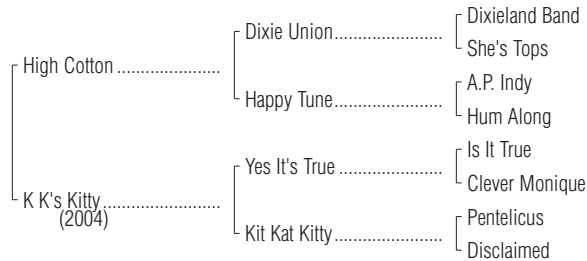 Dixieland Band
Dixie Union
She's Tops
High Cotton
A.P. Indy
Happy Tune
Hum Along
Is It True
Yes It's True
Clever Monique
K K's Kitty
(2004)
Pentelicus
Kit Kat Kitty
Disclaimed